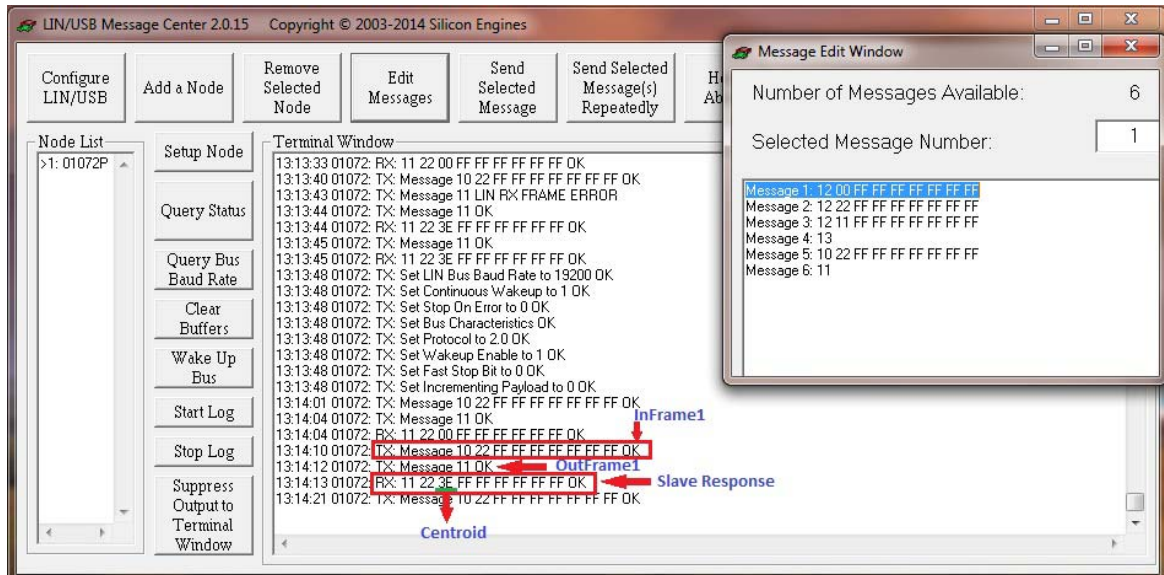 LIN/USB Message Center 2.0.15 Copyright © 2003-2014 Silicon Engines
Configure LIN/USB
Add a Node
Remove Selected Node
Edit Messages
Send Selected Message
Send Selected Message(s) Repeatedly
Node List
>1: 01072P
Setup Node
Query Status
Query Bus Baud Rate
Clear Buffers
Wake Up Bus
Start Log
Stop Log
Suppress Output to Terminal Window
Terminal Window
13:13:33 01072: RX: 11 22 00 FF FF FF FF FF FF OK
13:13:40 01072: TX: Message 10 22 FF FF FF FF FF FF FF OK
13:13:43 01072: TX: Message 11 LIN RX FRAME ERROR
13:13:44 01072: TX: Message 11 OK
13:13:44 01072: RX: 11 22 3E FF FF FF FF FF FF OK
13:13:45 01072: TX: Message 11 OK
13:13:45 01072: RX: 11 22 3E FF FF FF FF FF FF OK
13:13:48 01072: TX: Set LIN Bus Baud Rate to 19200 OK
13:13:48 01072: TX: Set Continuous Wakeup to 1 OK
13:13:48 01072: TX: Set Stop On Error to 0 OK
13:13:48 01072: TX: Set Bus Characteristics OK
13:13:48 01072: TX: Set Protocol to 2.0 OK
13:13:48 01072: TX: Set Wakeup Enable to 1 OK
13:13:48 01072: TX: Set Fast Stop Bit to 0 OK
13:13:48 01072: TX: Set Incrementing Payload to 0 OK
13:14:01 01072: TX: Message 10 22 FF FF FF FF FF FF FF OK
13:14:04 01072: TX: Message 11 OK
InFrame1
13:14:04 01072: RX: 11 22 00 FF FF FF FF FF FF OK
13:14:10 01072: TX: Message 10 22 FF FF FF FF FF FF FF OK
13:14:12 01072: TX: Message 11 OK
OutFrame1
13:14:13 01072: RX: 11 22 3E FF FF FF FF FF FF OK
Slave Response
13:14:21 01072: TX: Message 10 22 FF FF FF FF FF FF FF OK
Centroid
Message Edit Window
Number of Messages Available: 6
Selected Message Number: 1
Message 1: 12 00 FF FF FF FF FF FF FF
Message 2: 12 22 FF FF FF FF FF FF FF
Message 3: 12 11 FF FF FF FF FF FF FF
Message 4: 13
Message 5: 10 22 FF FF FF FF FF FF FF
Message 6: 11